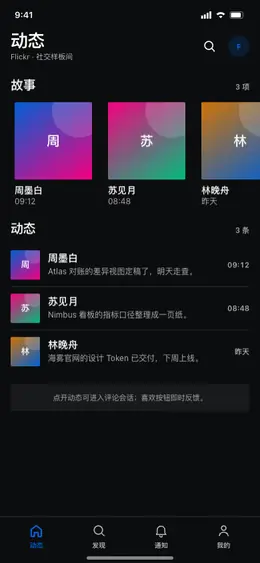 9:41
动态
F
Flickr · 社交样板间
故事
3 项
周
苏
林
周墨白
苏见月
林晚舟
09:12
08:48
昨天
动态
3 条
周
周墨白
Atlas 对账的差异视图定稿了，明天走查。
09:12
苏
苏见月
Nimbus 看板的指标口径整理成一页纸。
08:48
林
林晚舟
海雾官网的设计 Token 已交付，下周上线。
昨天
点开动态可进入评论会话；喜欢按钮即时反馈。
动态
发现
通知
我的